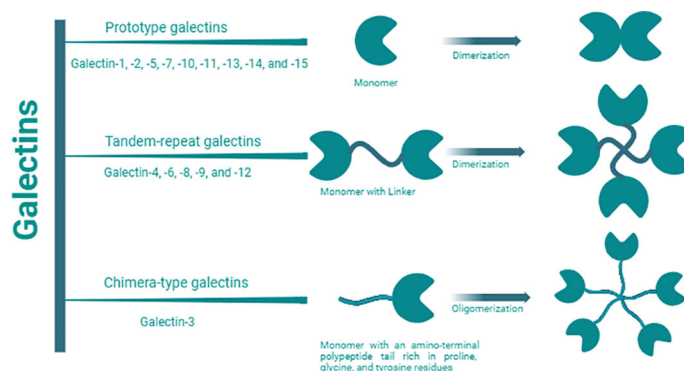 Galectins
Prototype galectins
Galectin-1, -2, -5, -7, -10, -11, -13, -14, and -15
Monomer
Dimerization
Tandem-repeat galectins
Galectin-4, -6, -8, -9, and -12
Monomer with Linker
Dimerization
Chimera-type galectins
Galectin-3
Monomer with an amino-terminal
polypeptide tail rich in proline,
glycine, and tyrosine residues
Oligomerization